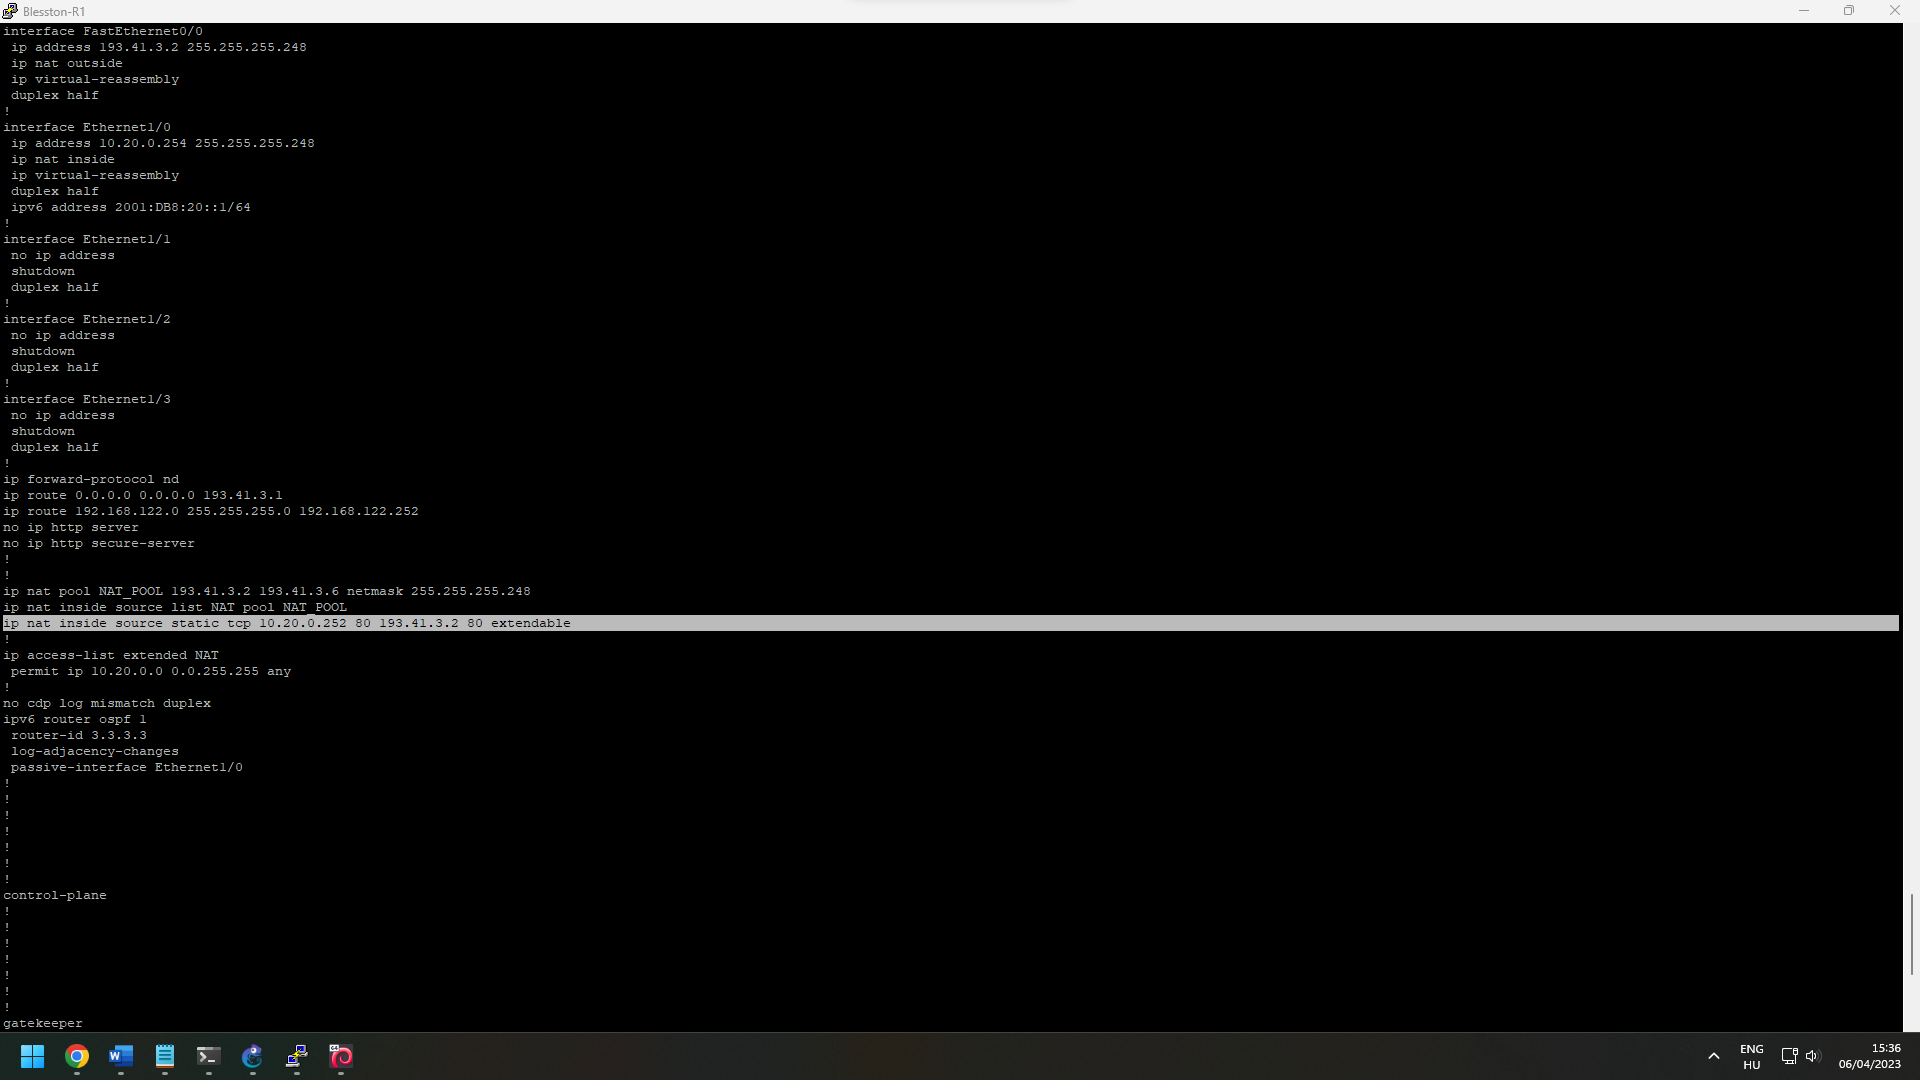 Blesston-R1
interface FastEthernet0/0
 ip address 193.41.3.2 255.255.255.248
 ip nat outside
 ip virtual-reassembly
 duplex half
!
interface Ethernet1/0
 ip address 10.20.0.254 255.255.255.248
 ip nat inside
 ip virtual-reassembly
 duplex half
 ipv6 address 2001:DB8:20::1/64
!
interface Ethernet1/1
 no ip address
 shutdown
 duplex half
!
interface Ethernet1/2
 no ip address
 shutdown
 duplex half
!
interface Ethernet1/3
 no ip address
 shutdown
 duplex half
!
ip forward-protocol nd
ip route 0.0.0.0 0.0.0.0 193.41.3.1
ip route 192.168.122.0 255.255.255.0 192.168.122.252
no ip http server
no ip http secure-server
!
!
ip nat pool NAT_POOL 193.41.3.2 193.41.3.6 netmask 255.255.255.248
ip nat inside source list NAT pool NAT_POOL
ip nat inside source static tcp 10.20.0.252 80 193.41.3.2 80 extendable
!
ip access-list extended NAT
 permit ip 10.20.0.0 0.0.255.255 any
!
no cdp log mismatch duplex
ipv6 router ospf 1
 router-id 3.3.3.3
 log-adjacency-changes
 passive-interface Ethernet1/0
!
!
!
!
!
!
!
control-plane
!
!
!
!
!
!
!
gatekeeper
ENG
HU
15:36
06/04/2023